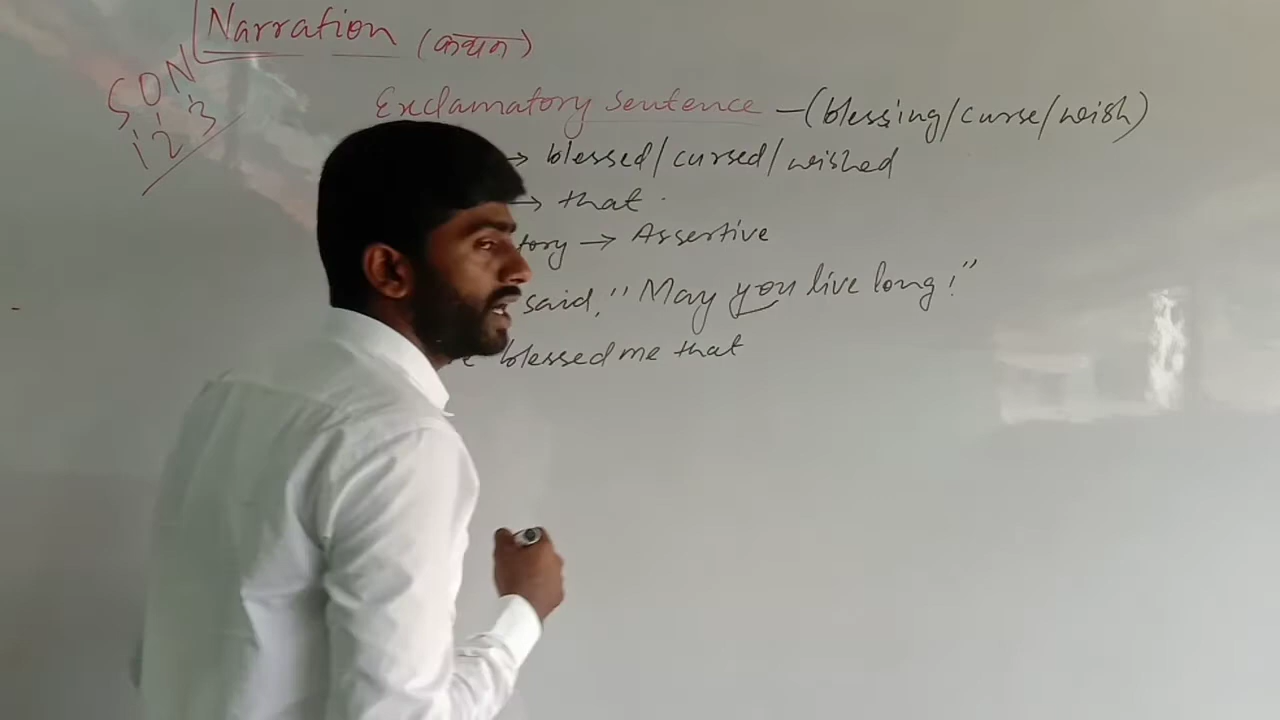 Narration (कथन)
SON
1 2 3
Exclamatory sentence - (blessing/curse/wish)
→ blessed/cursed/wished
→ that
tory → Assertive
said, "May you live long!"
blessed me that